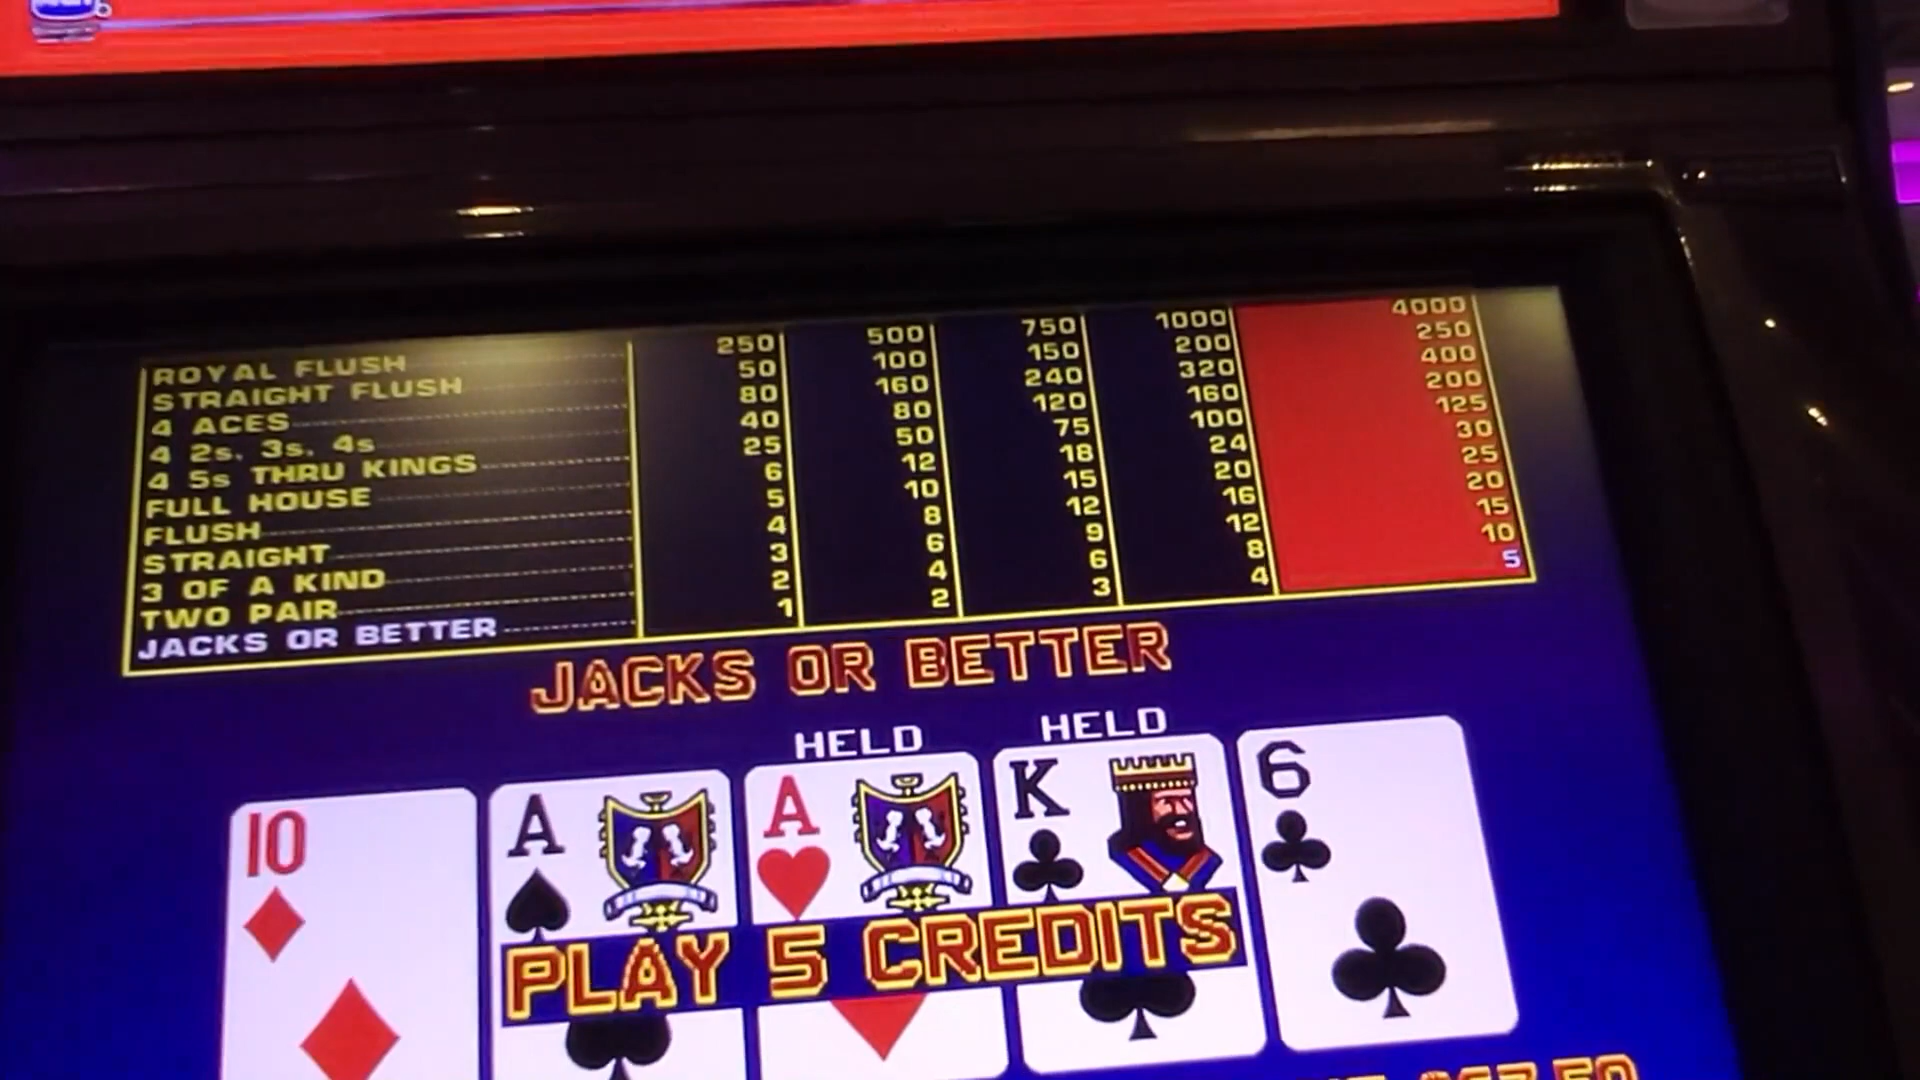 ROYAL FLUSH 250 500 750 1000 4000
STRAIGHT FLUSH 50 100 150 200 250
4 ACES 80 160 240 320 400
4 2s, 3s, 4s 40 80 120 160 200
4 5s THRU KINGS 25 50 75 100 125
FULL HOUSE 6 12 18 24 30
FLUSH 5 10 15 20 25
STRAIGHT 4 8 12 16 20
3 OF A KIND 3 6 9 12 15
TWO PAIR 2 4 6 8 10
JACKS OR BETTER 1 2 3 4 5
JACKS OR BETTER
HELD HELD
10 A A K 6
PLAY 5 CREDITS